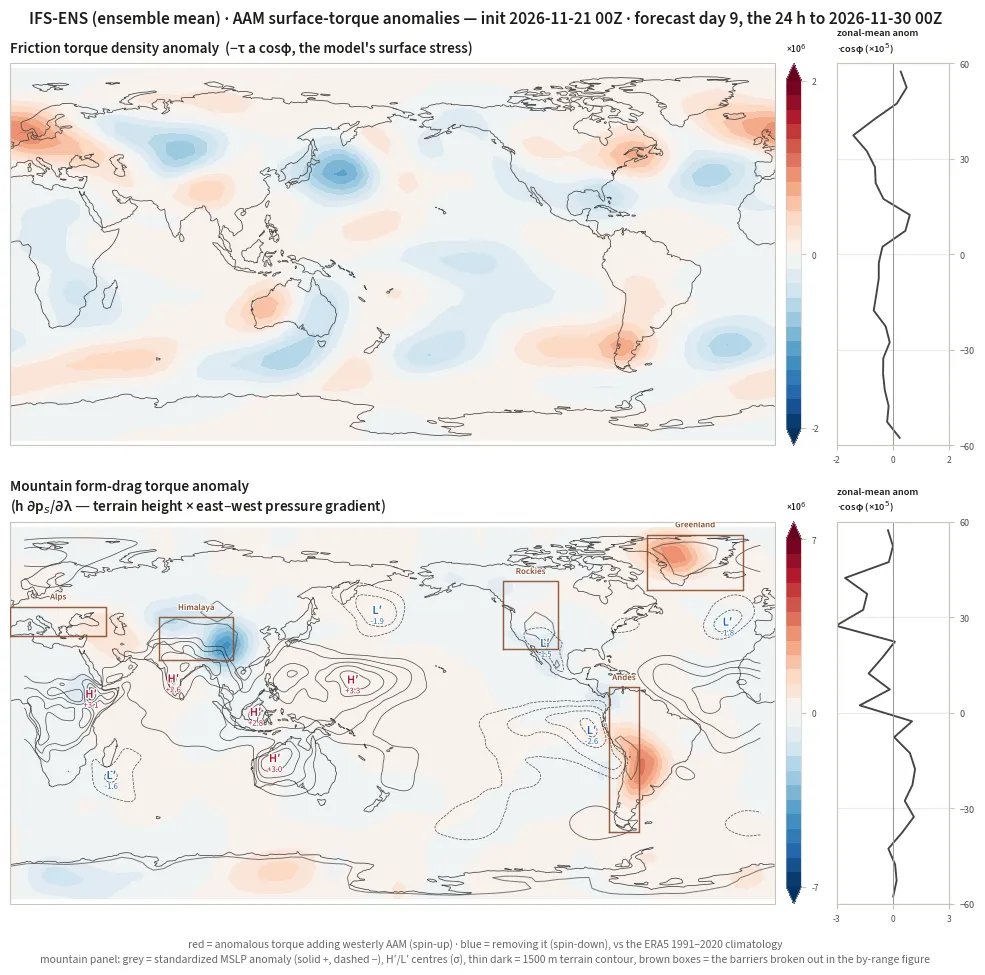 IFS-ENS (ensemble mean) · AAM surface-torque anomalies — init 2026-11-21 00Z · forecast day 9, the 24 h to 2026-11-30 00Z
Friction torque density anomaly (−τ a cosϕ, the model's surface stress)
×10⁶
zonal-mean anom
·cosϕ (×10⁵)
2
0
-2
60
30
0
−30
−60
-2
0
2
Mountain form-drag torque anomaly
(h ∂pₛ/∂λ — terrain height × east–west pressure gradient)
×10⁶
zonal-mean anom
·cosϕ (×10⁵)
Greenland
Rockies
Alps
Himalaya
Andes
L′
-1.9
L′
-1.8
L′
-1.5
H′
+2.6
H′
+3.3
H′
+3.1
H′
+2.8
L′
-2.6
H′
+3.0
L′
-1.6
7
0
-7
60
30
0
−30
−60
-3
0
3
red = anomalous torque adding westerly AAM (spin-up) · blue = removing it (spin-down), vs the ERA5 1991–2020 climatology
mountain panel: grey = standardized MSLP anomaly (solid +, dashed −), H′/L′ centres (σ), thin dark = 1500 m terrain contour, brown boxes = the barriers broken out in the by-range figure